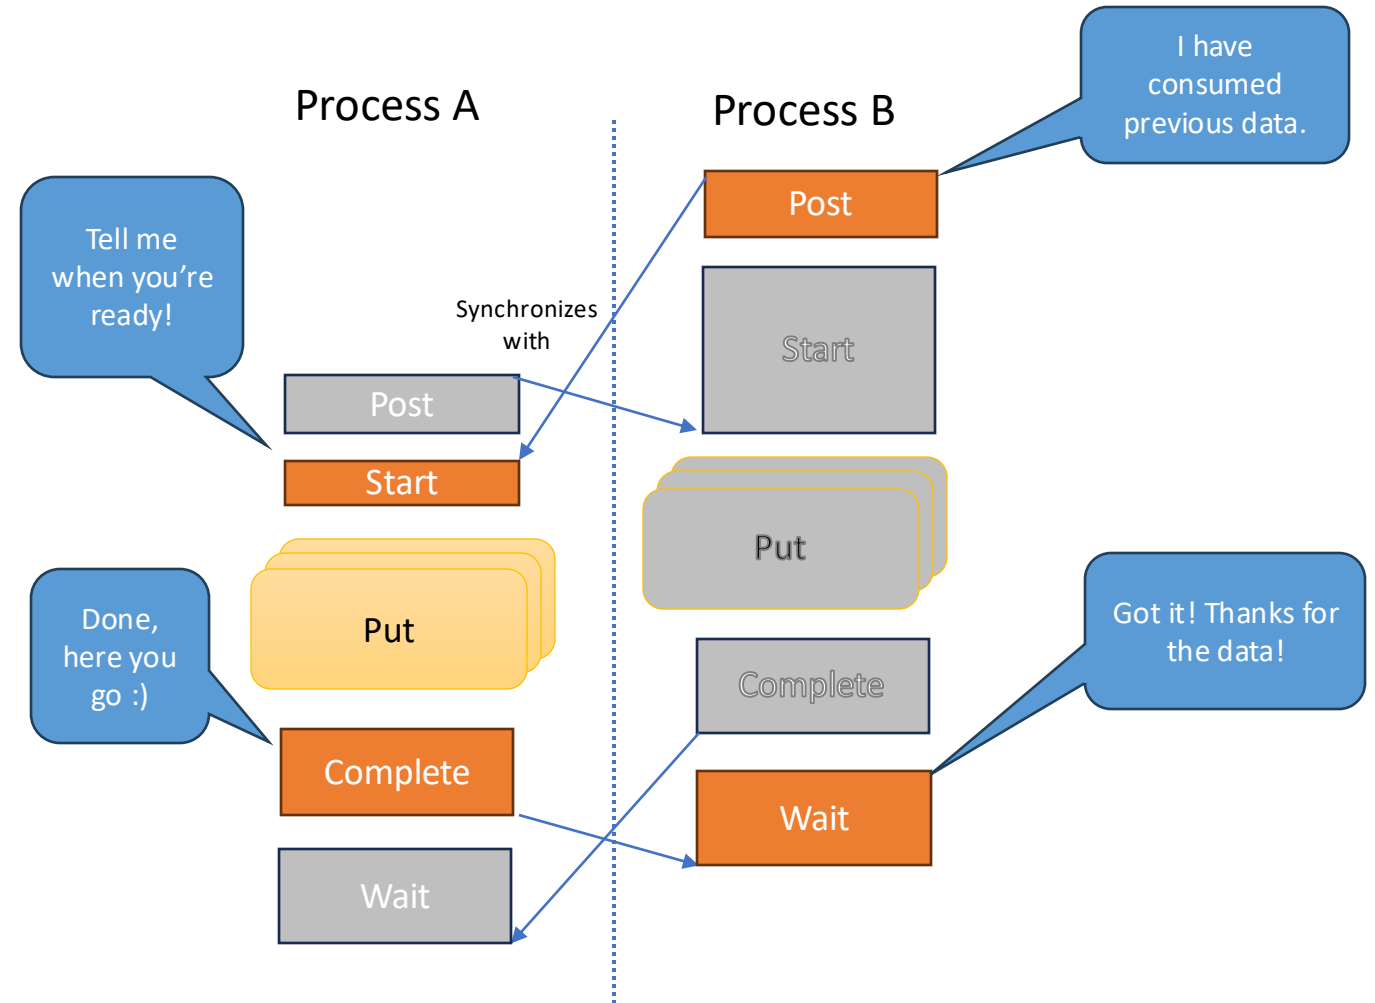 Process A
Process B
I have
consumed
previous data.
Post
Tell me
when you're
ready!
Synchronizes
with
Start
Post
Start
Put
Put
Done,
here you
go :)
Got it! Thanks for
the data!
Complete
Complete
Wait
Wait